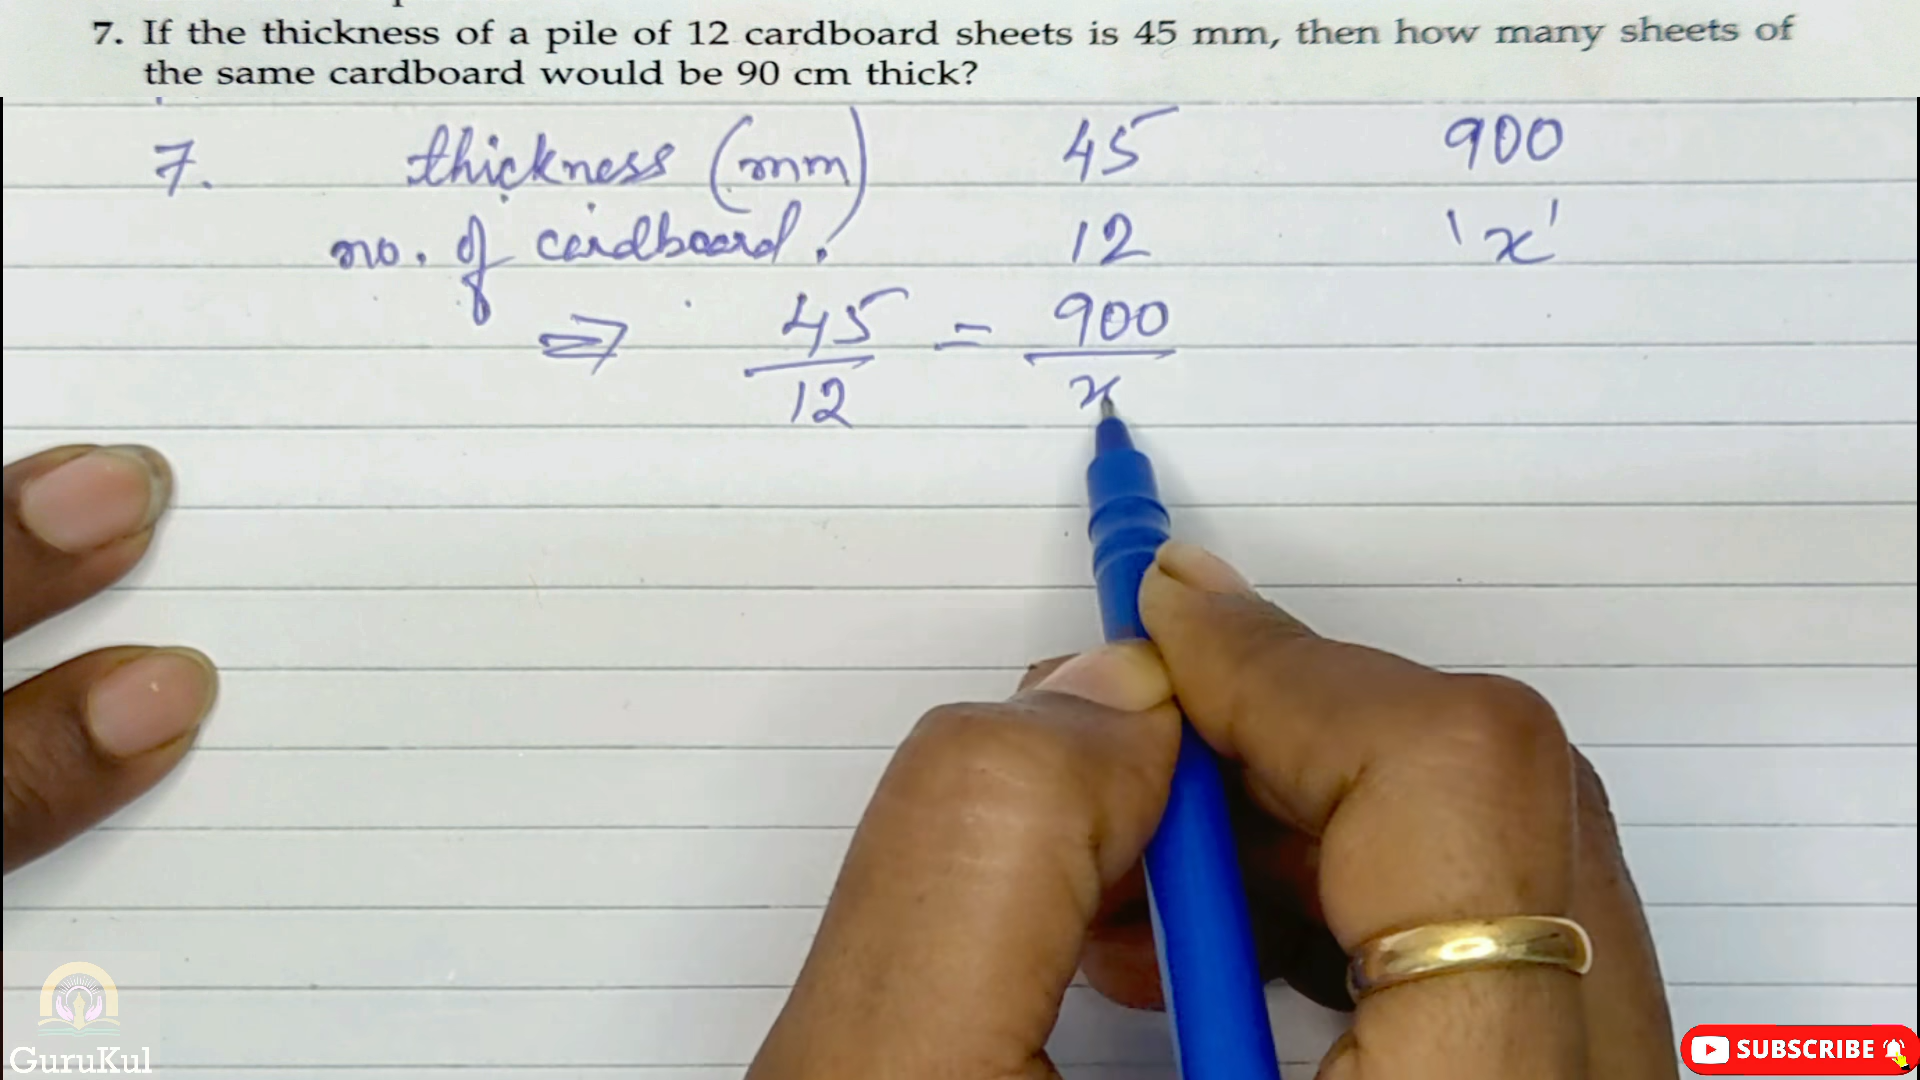 7. If the thickness of a pile of 12 cardboard sheets is 45 mm, then how many sheets of
the same cardboard would be 90 cm thick?
7. thickness (mm) 45 900
no. of cardboard. 12 'x'
⇒ 45/12 = 900/x
GuruKul
SUBSCRIBE